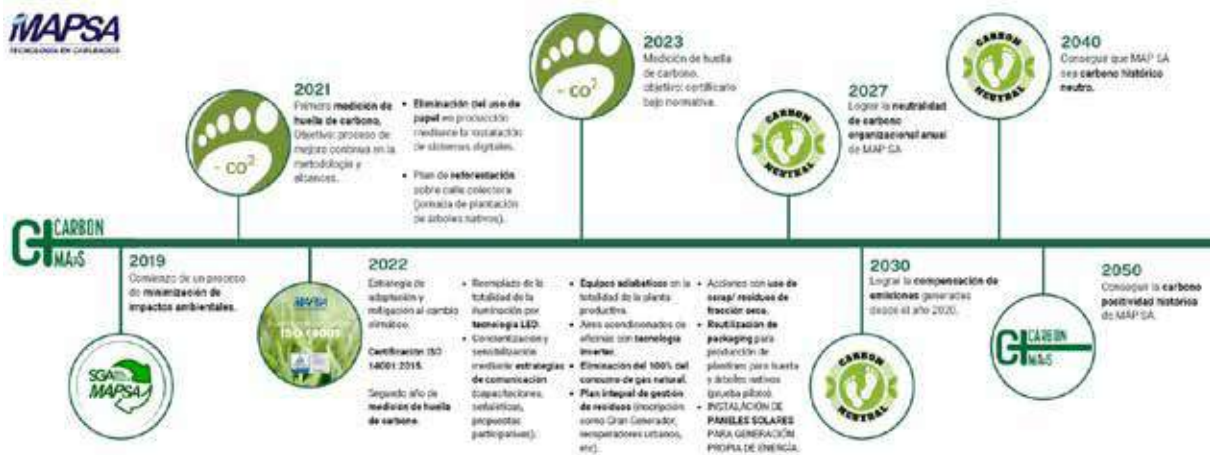 MAPSA
TECNOLOGÍA EN CABLEADOS
2021
Primera medición de
huella de carbono.
Objetivo: proceso de
mejora continua en la
metodología y
alcances.
• Eliminación del uso de
papel en producción
mediante la instalación
de sistemas digitales.
• Plan de reforestación
sobre calle colectora
(jornada de plantación
de árboles nativos).
- CO²
2023
Medición de huella
de carbono.
objetivo: certificarlo
bajo normativa.
- CO²
2027
Lograr la neutralidad
de carbono
organizacional anual
de MAP SA
CARBON
NEUTRAL
2040
Conseguir que MAP SA
sea carbono histórico
neutro.
CARBON
NEUTRAL
CARBON
MAS
2019
Comienzo de un proceso
de minimización de
impactos ambientales.
SGA
MAPSA
2022
Estrategia de
adaptación y
mitigación al cambio
climático.
Certificación ISO
14001:2015.
Segundo año de
medición de huella
de carbono.
MAPSA
ISO 14001
• Reemplazo de la
totalidad de la
iluminación por
tecnología LED.
• Concientización y
sensibilización
mediante estrategias
de comunicación
(capacitaciones,
señaléticas,
propuestas
participativas).
• Equipos adiabáticos en la
totalidad de la planta
productiva.
• Aires acondicionados de
oficinas con tecnología
inverter.
• Eliminación del 100% del
consumo de gas natural.
• Plan integral de gestión
de residuos (inscripción
como Gran Generador,
recuperadores urbanos,
etc).
• Acciones con uso de
scrap/ residuos de
fracción seca.
• Reutilización de
packaging para
producción de
plantines para huerta
y árboles nativos
(prueba piloto).
• INSTALACIÓN DE
PANELES SOLARES
PARA GENERACIÓN
PROPIA DE ENERGÍA.
2030
Lograr la compensación de
emisiones generadas
desde el año 2020.
CARBON
NEUTRAL
2050
Conseguir la carbono
positividad histórica
de MAP SA
CARBON
MAS